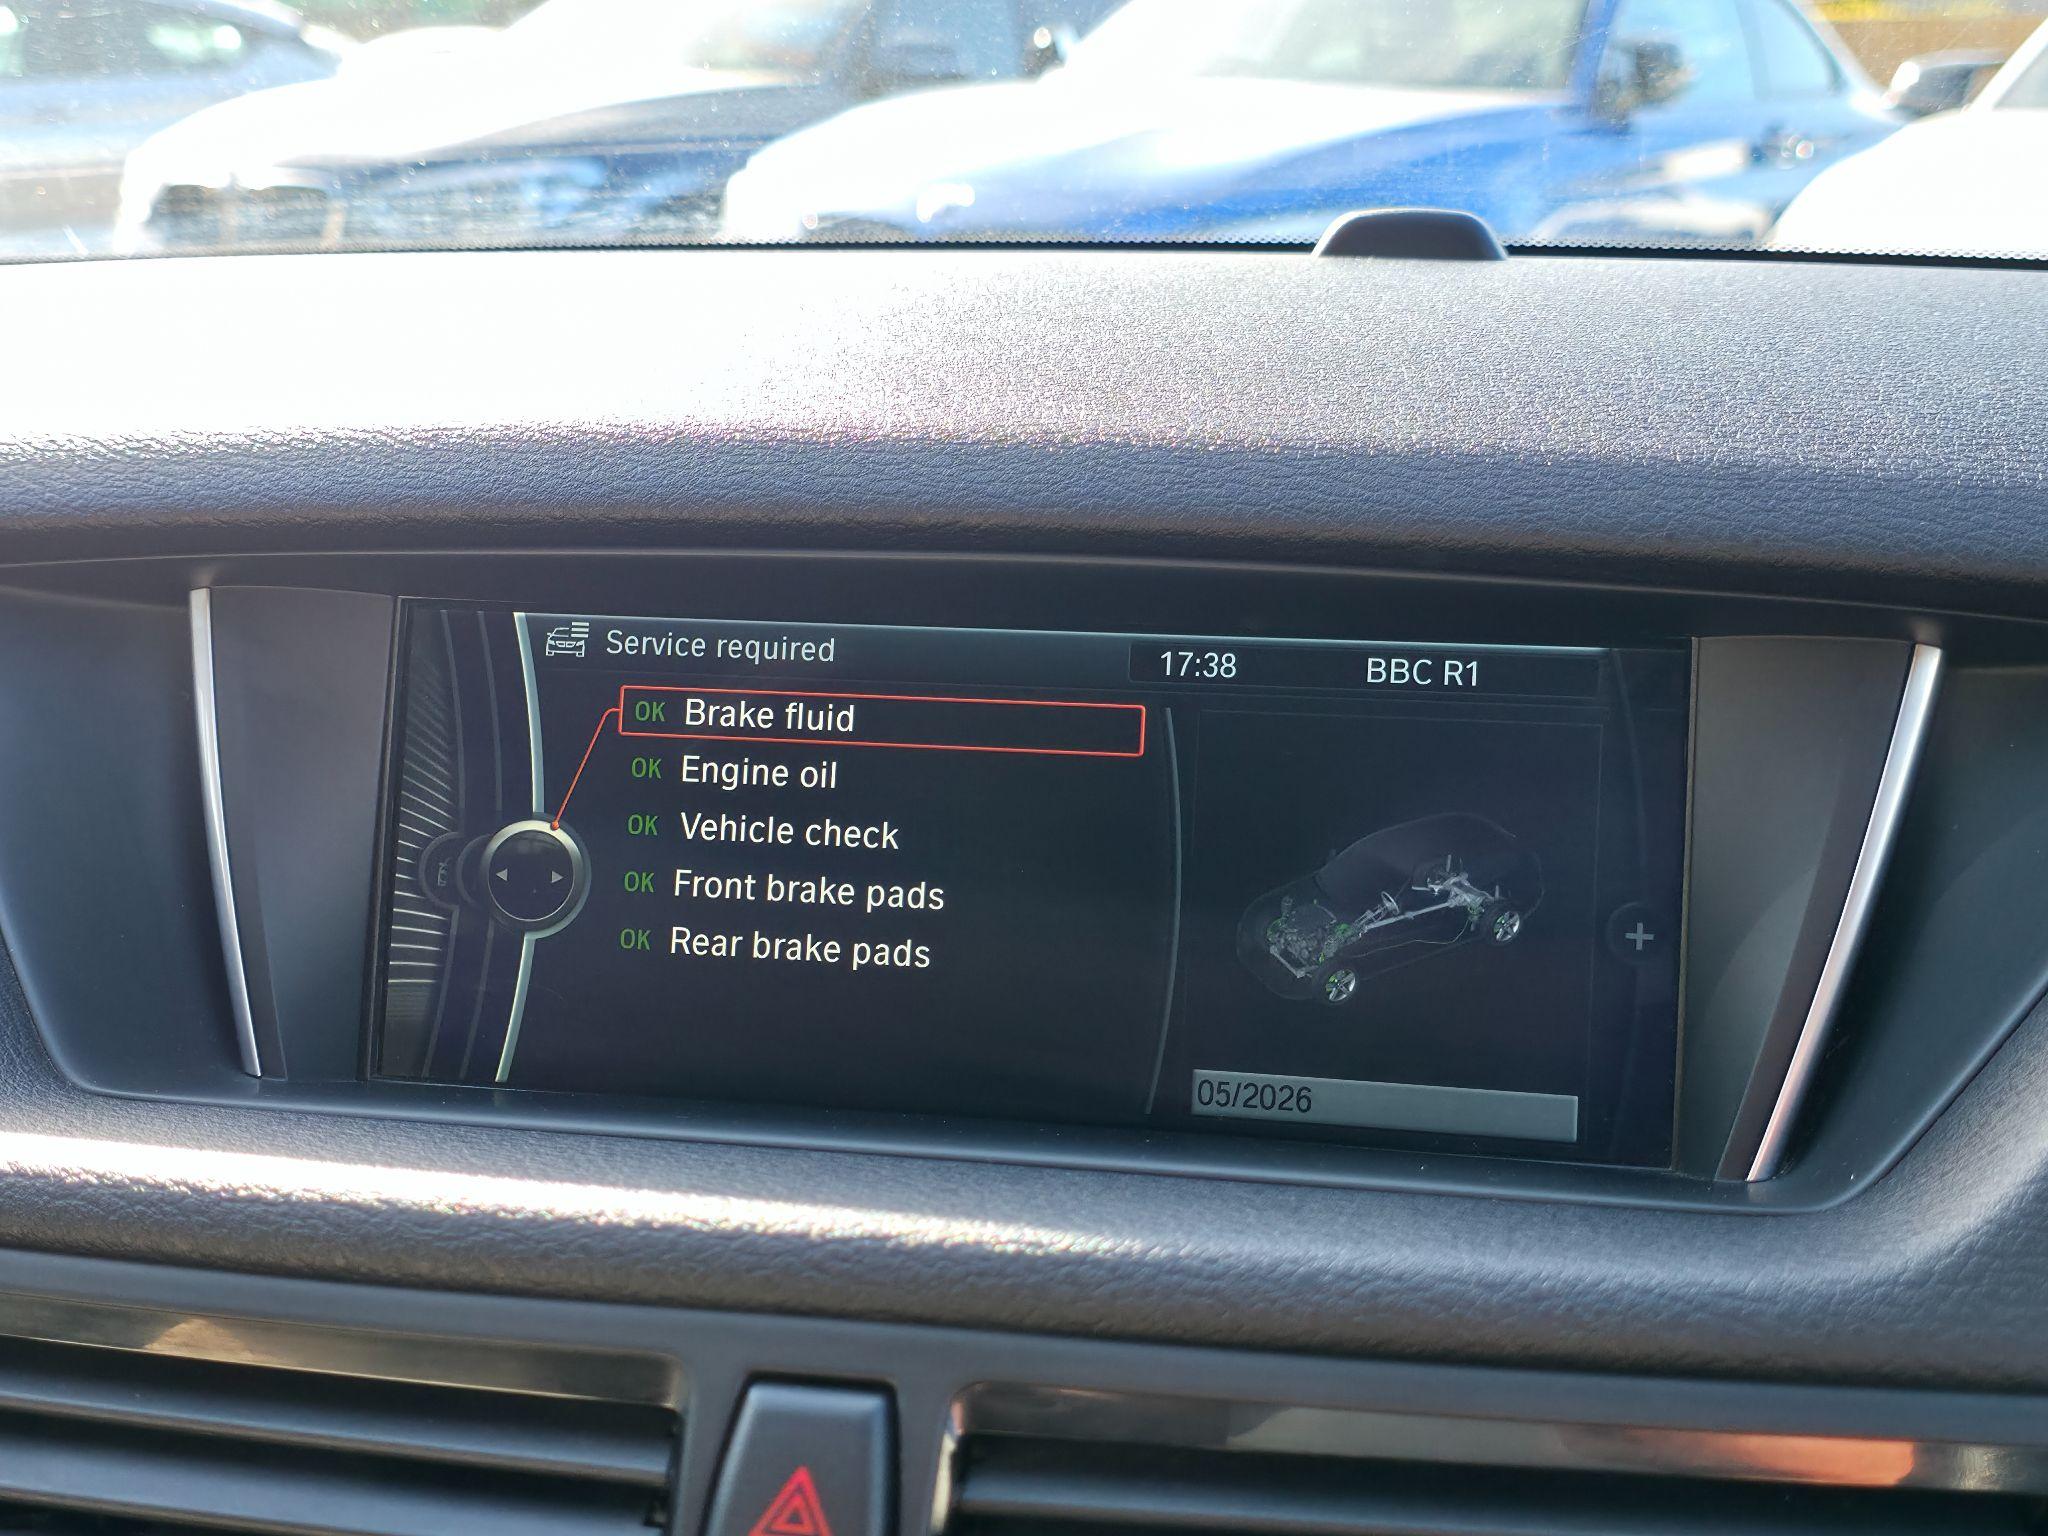 Service required
17:38 BBC R1
OK Brake fluid
OK Engine oil
OK Vehicle check
OK Front brake pads
OK Rear brake pads
+
05/2026